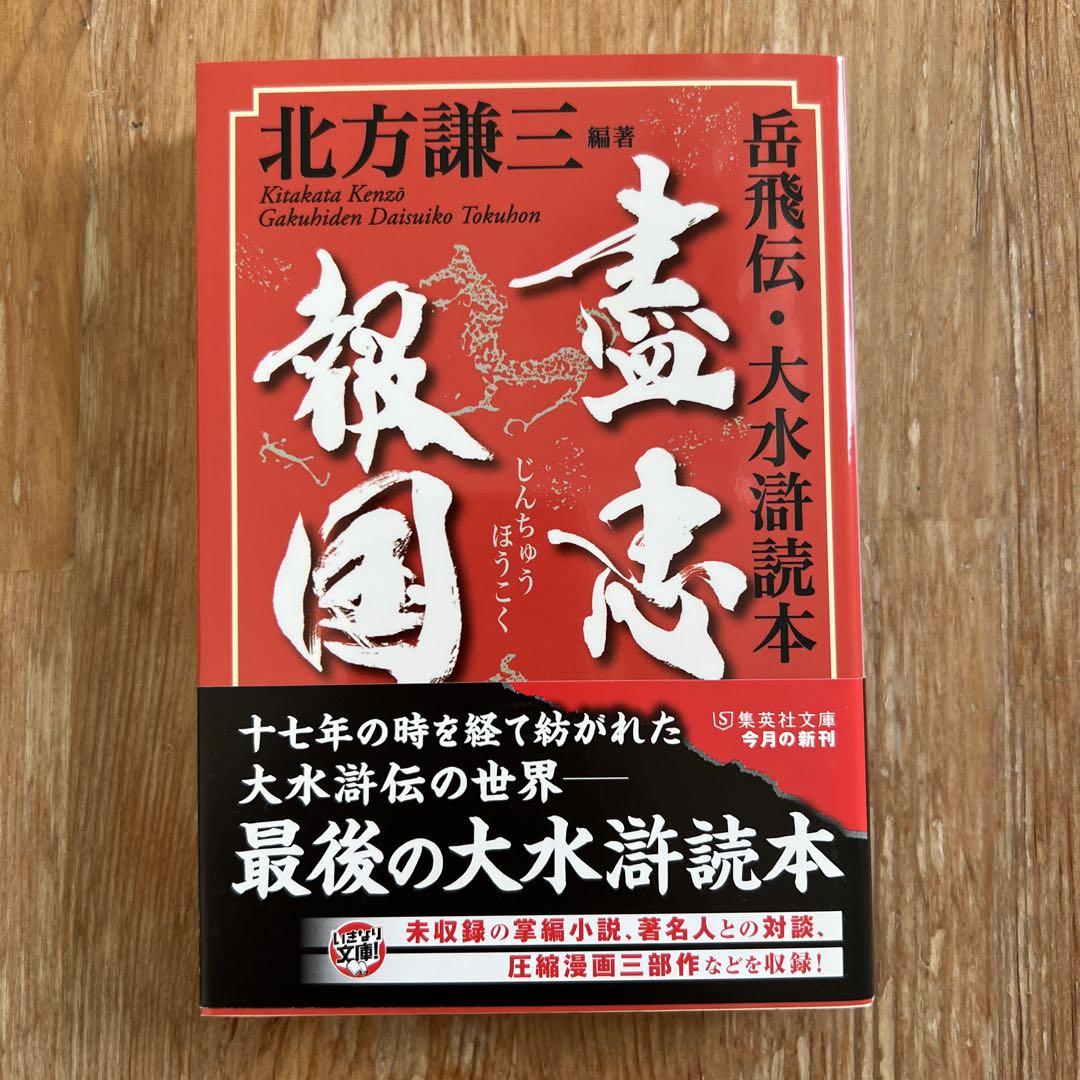 北方謙三 編著
Kitakata Kenzō
Gakuhiden Daisuiko Tokuhon
岳飛伝・大水滸読本
盡忠
報国
じんちゅう
ほうこく
十七年の時を経て紡がれた
大水滸伝の世界──
最後の大水滸読本
S 集英社文庫
今月の新刊
いきなり
文庫!
未収録の掌編小説、著名人との対談、
圧縮漫画三部作などを収録!